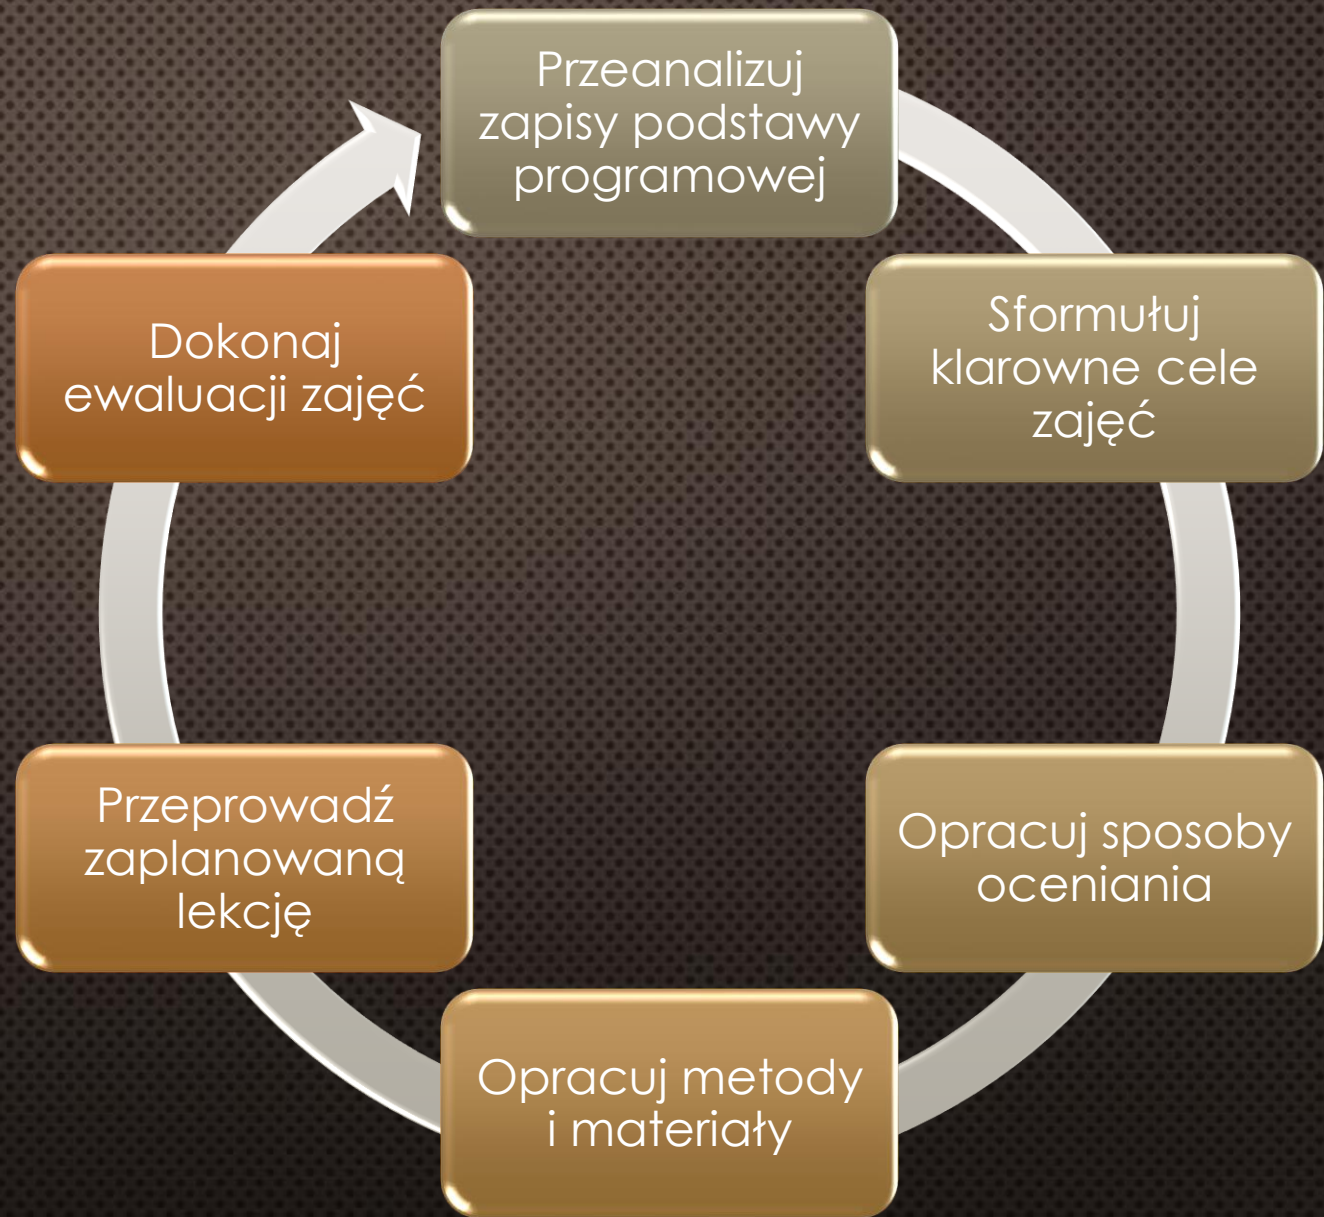 Przeanalizuj
zapisy podstawy
programowej
Sformułuj
klarowne cele
zajęć
Opracuj sposoby
oceniania
Opracuj metody
i materiały
Przeprowadź
zaplanowaną
lekcję
Dokonaj
ewaluacji zajęć